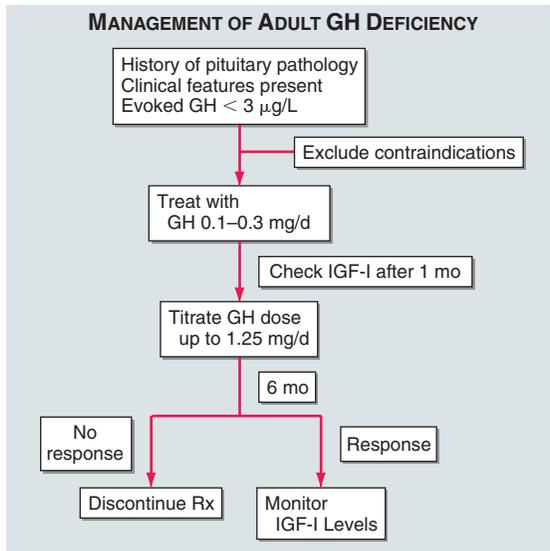 MANAGEMENT OF ADULT GH DEFICIENCY
History of pituitary pathology
Clinical features present
Evoked GH < 3 μg/L
Exclude contraindications
Treat with
GH 0.1–0.3 mg/d
Check IGF-I after 1 mo
Titrate GH dose
up to 1.25 mg/d
6 mo
No
response
Response
Discontinue Rx
Monitor
IGF-I Levels